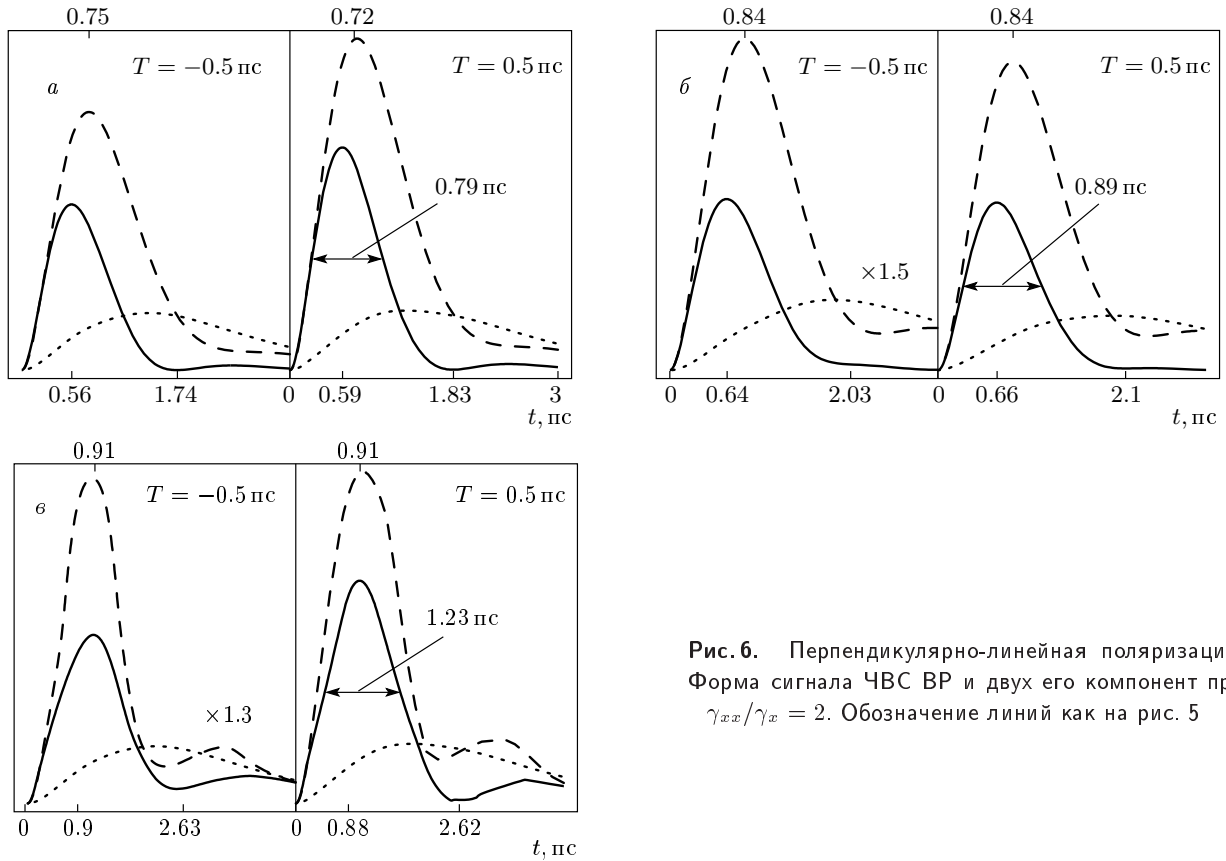 0.75 0.72
T = −0.5 пс T = 0.5 пс
а
0.79 пс
0.56 1.74 0 0.59 1.83 3
t, пс
0.84 0.84
T = −0.5 пс T = 0.5 пс
б
0.89 пс
×1.5
0 0.64 2.03 0 0.66 2.1
t, пс
0.91 0.91
T = −0.5 пс T = 0.5 пс
в
1.23 пс
×1.3
0 0.9 2.63 0 0.88 2.62
t, пс
Рис. 6. Перпендикулярно-линейная поляризаци
Форма сигнала ЧВС ВР и двух его компонент пр
γxx/γx = 2. Обозначение линий как на рис. 5